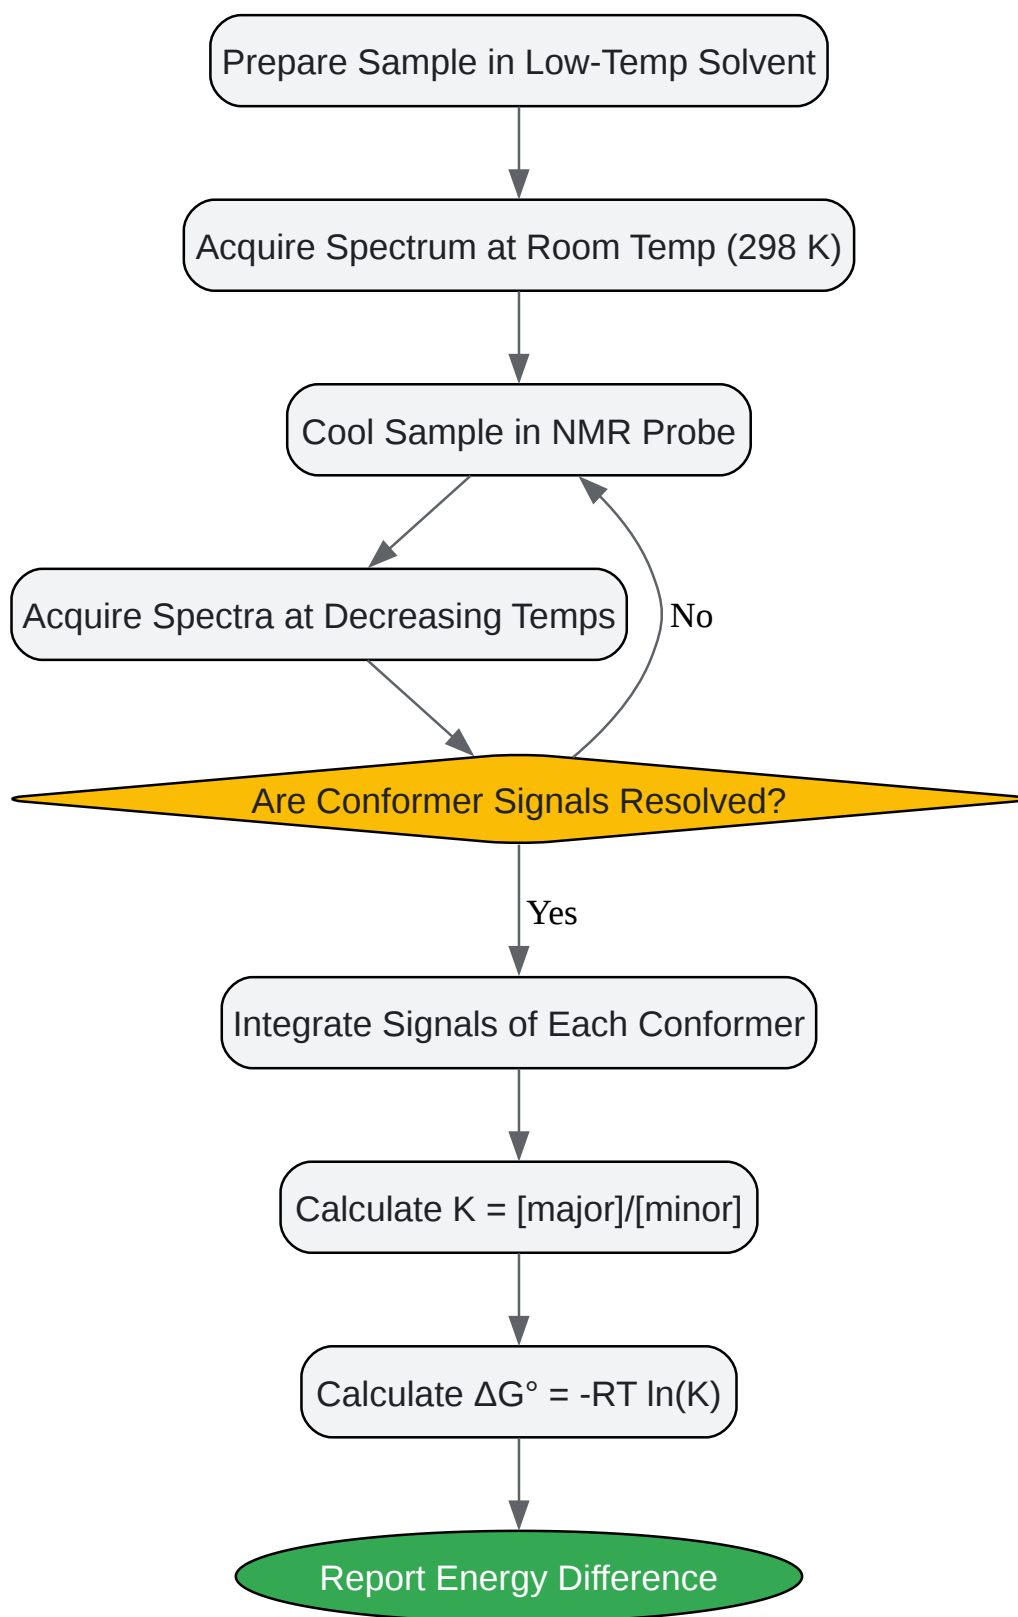 Prepare Sample in Low-Temp Solvent
Acquire Spectrum at Room Temp (298 K)
Cool Sample in NMR Probe
Acquire Spectra at Decreasing Temps
No
Are Conformer Signals Resolved?
Yes
Integrate Signals of Each Conformer
Calculate K = [major]/[minor]
Calculate ΔG° = -RT ln(K)
Report Energy Difference